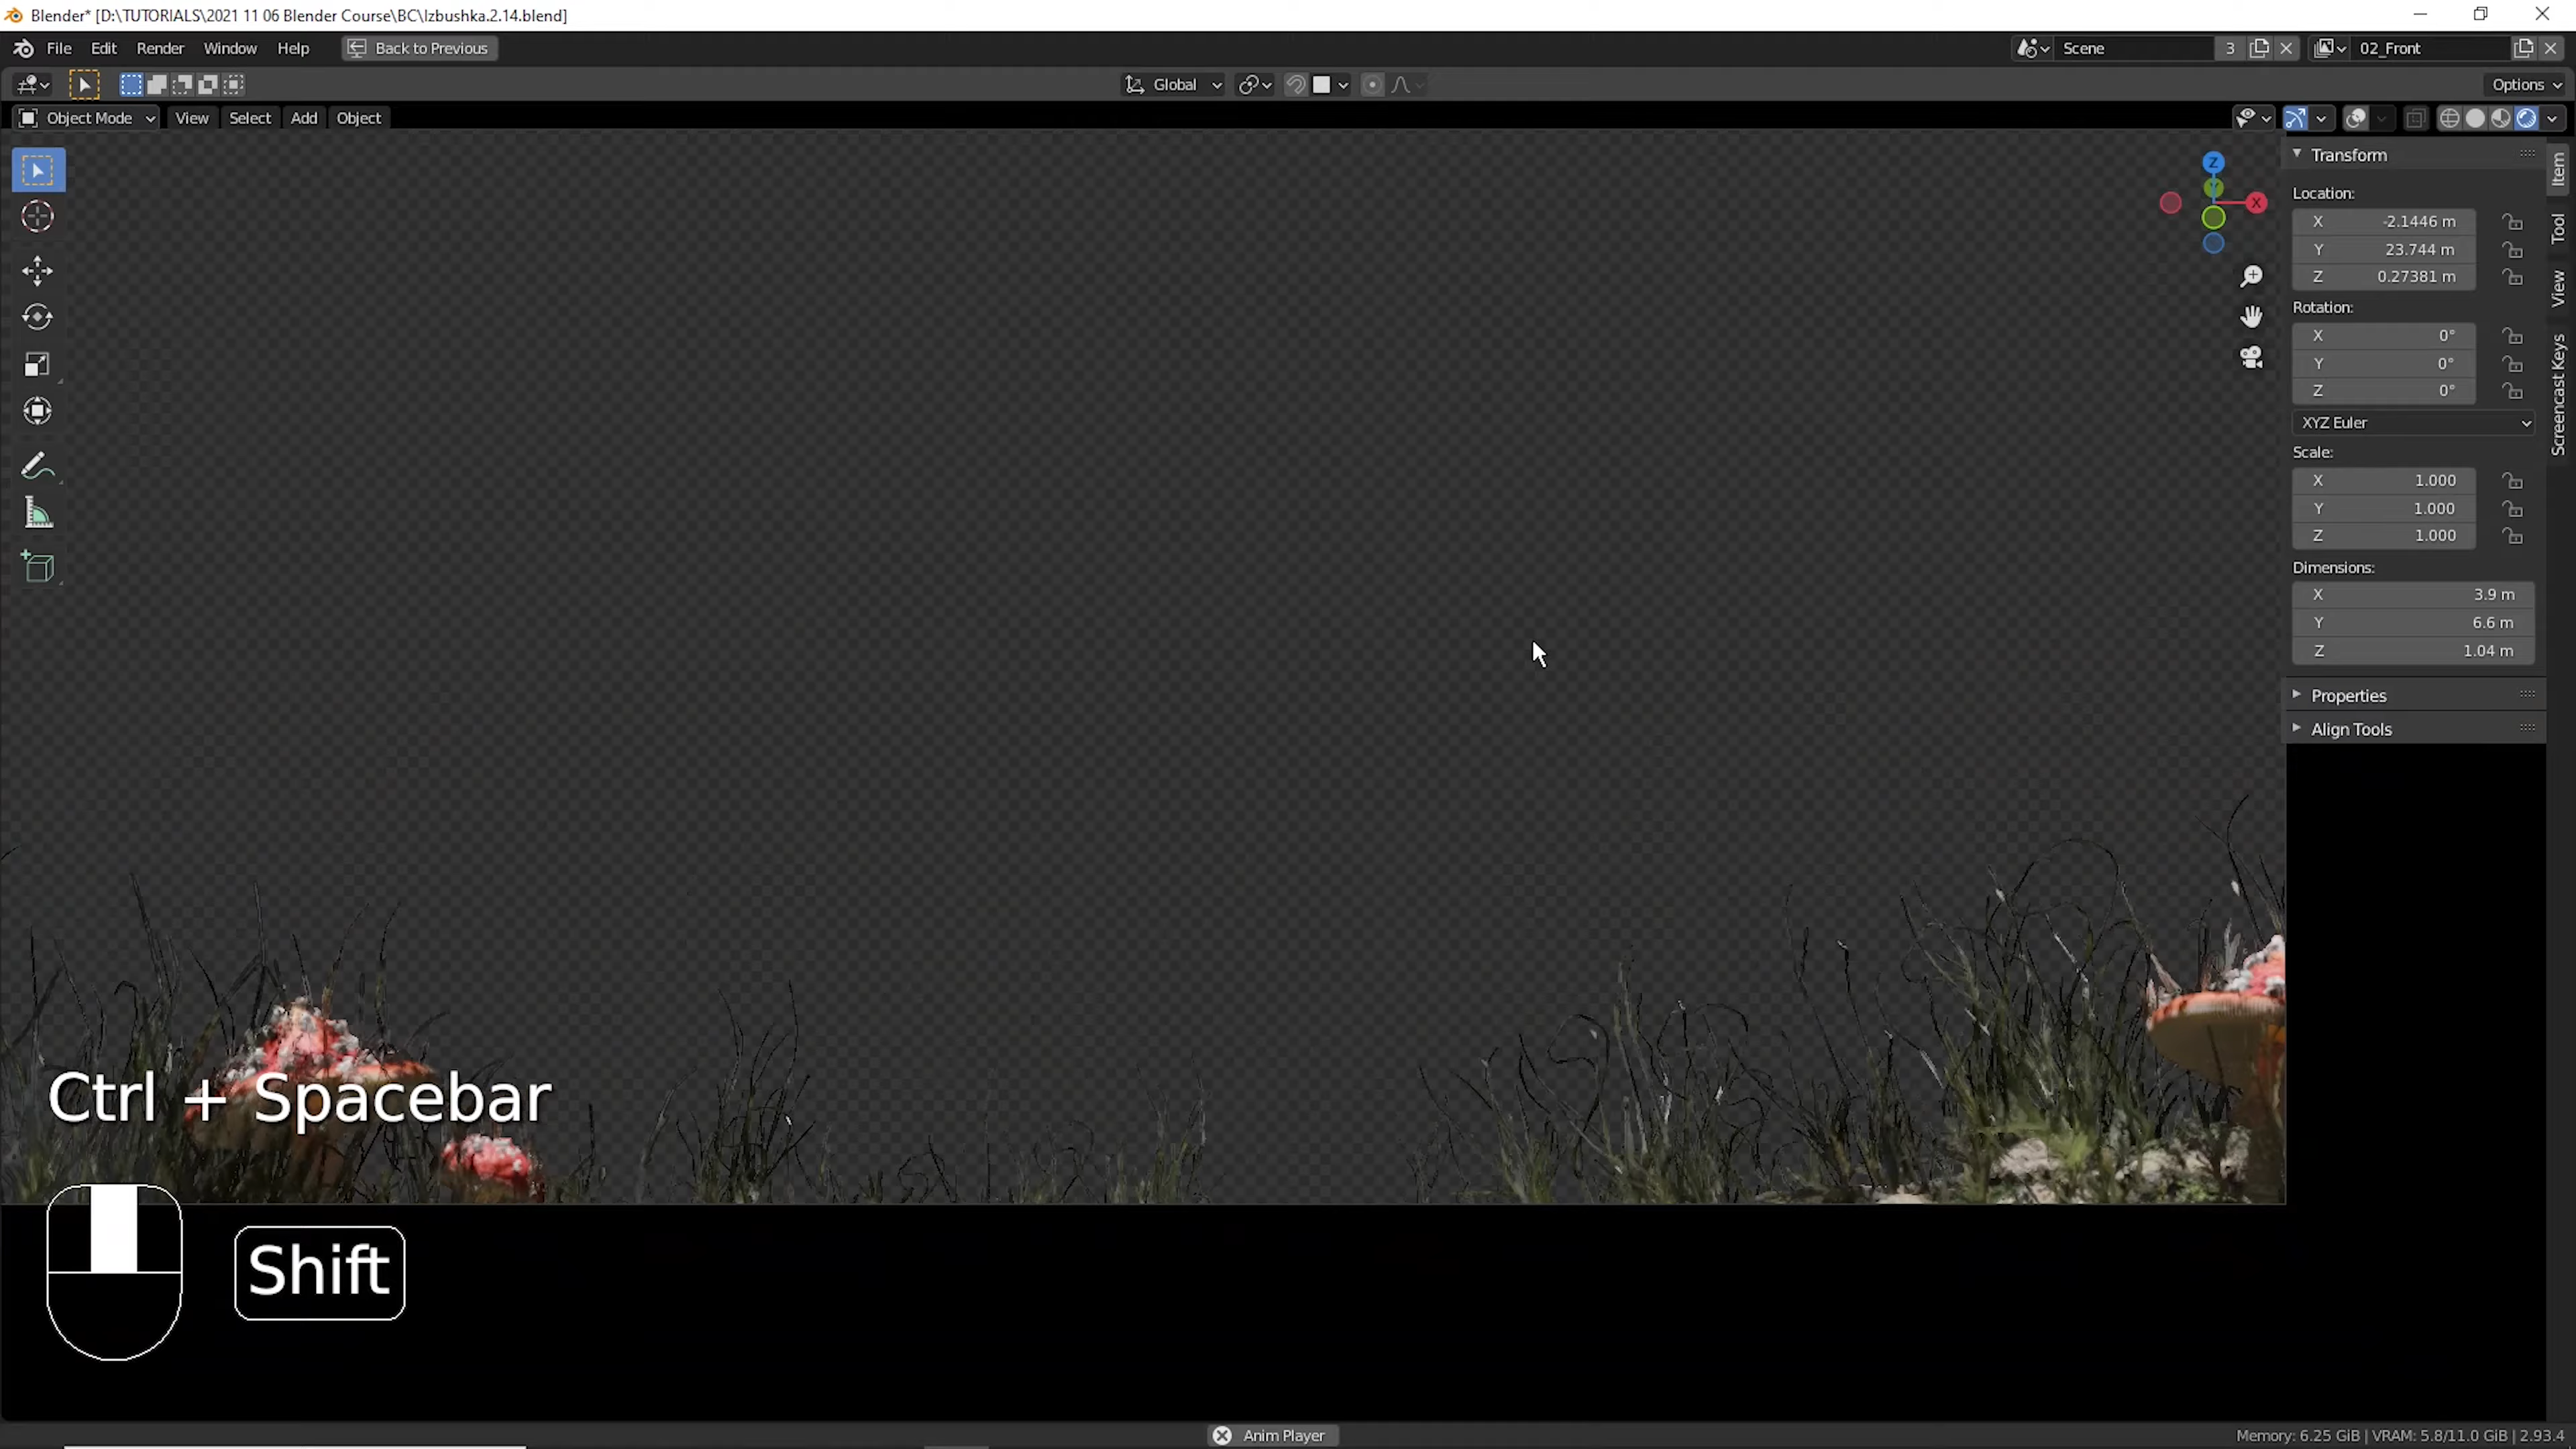 Blender* [D:\TUTORIALS\2021 11 06 Blender Course\BC\Izbushka.2.14.blend]
File Edit Render Window Help Back to Previous Scene 3 02_Front
Global Options
Object Mode View Select Add Object
Transform
Location:
X -2.1446 m
Y 23.744 m
Z 0.27381 m
Rotation:
X 0°
Y 0°
Z 0°
XYZ Euler
Scale:
X 1.000
Y 1.000
Z 1.000
Dimensions:
X 3.9 m
Y 6.6 m
Z 1.04 m
Properties
Align Tools
Item
Tool
View
Screencast Keys
Z
X
Ctrl + Spacebar
Shift
Anim Player
Memory: 6.25 GiB | VRAM: 5.8/11.0 GiB | 2.93.4